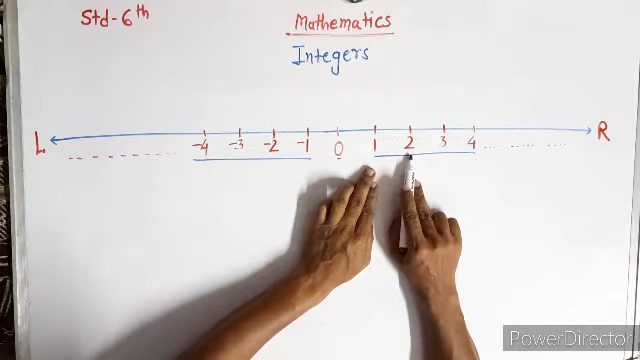 Std-6th
Mathematics
Integers
L R
-4 -3 -2 -1 0 1 2 3 4
PowerDirector